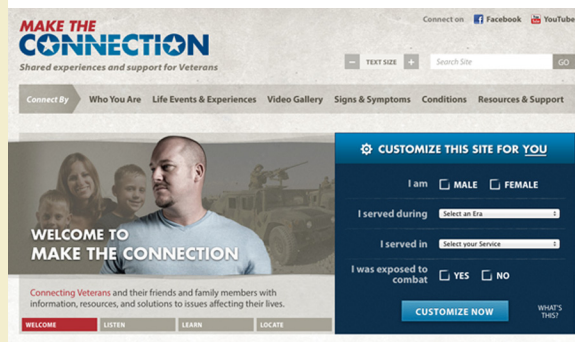 MAKE THE
CONNECTION
Shared experiences and support for Veterans
Connect on Facebook YouTube
TEXT SIZE
Search Site GO
Connect By Who You Are Life Events & Experiences Video Gallery Signs & Symptoms Conditions Resources & Support
WELCOME TO
MAKE THE CONNECTION
Connecting Veterans and their friends and family members with
information, resources, and solutions to issues affecting their lives.
WELCOME LISTEN LEARN LOCATE
CUSTOMIZE THIS SITE FOR YOU
I am MALE FEMALE
I served during Select an Era
I served in Select your Service
I was exposed to
combat YES NO
CUSTOMIZE NOW
WHAT'S
THIS?